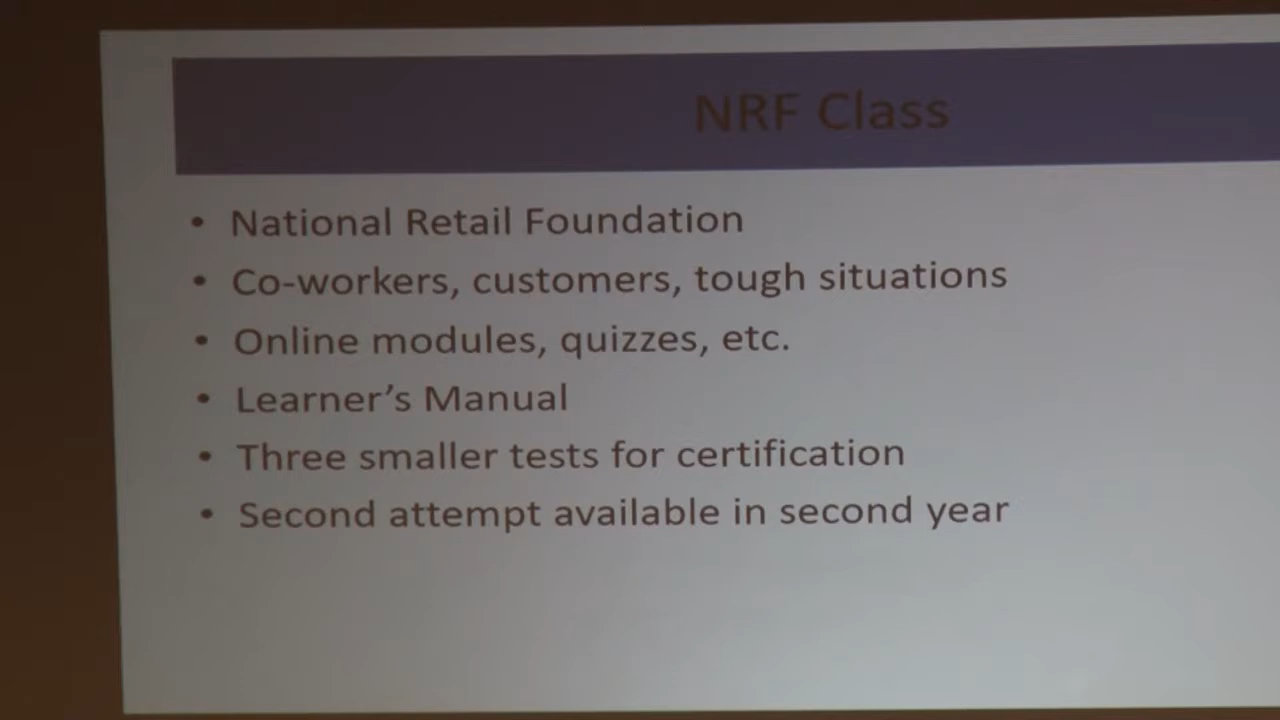 NRF Class
• National Retail Foundation
• Co-workers, customers, tough situations
• Online modules, quizzes, etc.
• Learner’s Manual
• Three smaller tests for certification
• Second attempt available in second year